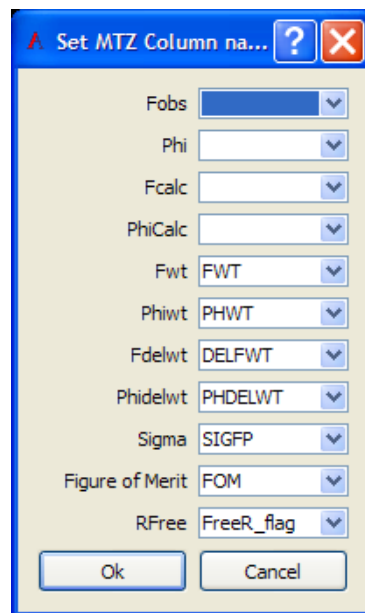 Set MTZ Column na...
Fobs
Phi
Fcalc
PhiCalc
Fwt FWT
Phiwt PHWT
Fdelwt DELFWT
Phidelwt PHDELWT
Sigma SIGFP
Figure of Merit FOM
RFree FreeR_flag
Ok Cancel